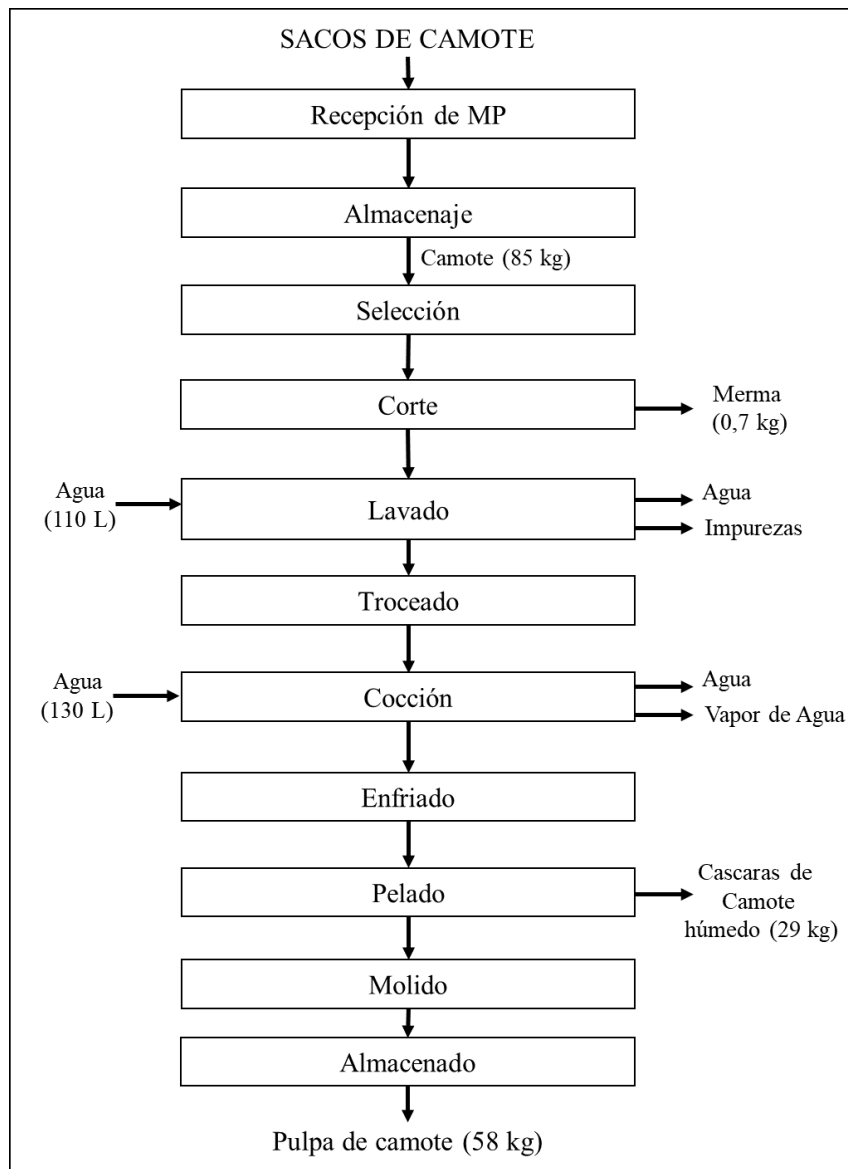 SACOS DE CAMOTE
Recepción de MP
Almacenaje
Camote (85 kg)
Selección
Corte
Merma
(0,7 kg)
Agua
(110 L)
Lavado
Agua
Impurezas
Troceado
Agua
(130 L)
Cocción
Agua
Vapor de Agua
Enfriado
Pelado
Cascaras de
Camote
húmedo (29 kg)
Molido
Almacenado
Pulpa de camote (58 kg)